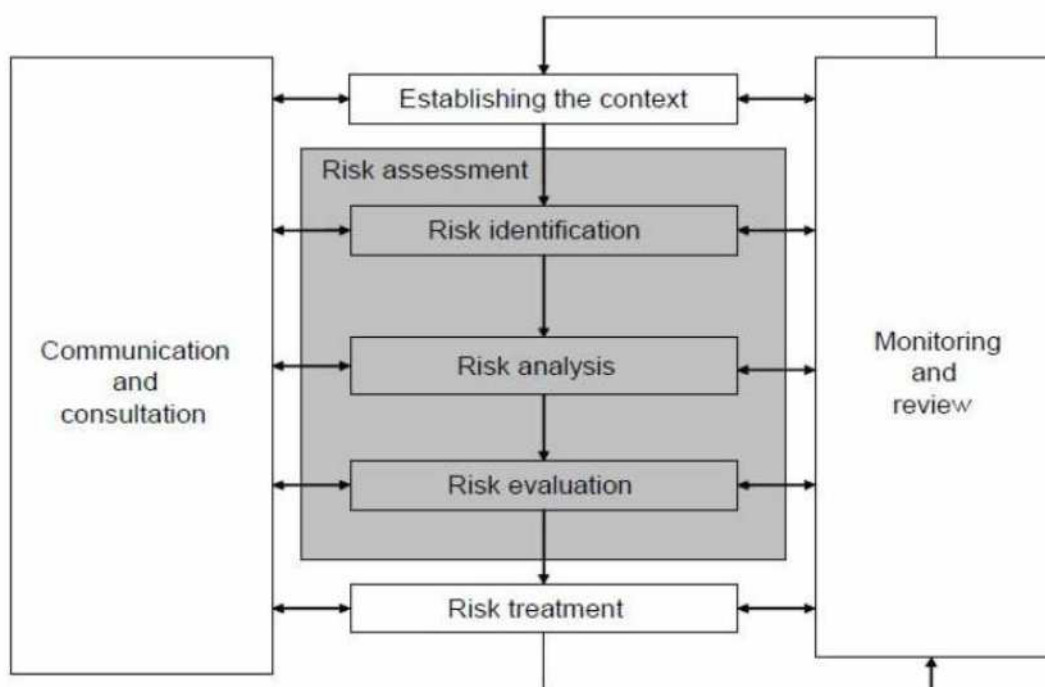 Establishing the context
Risk assessment
Risk identification
Communication
and
consultation
Risk analysis
Monitoring
and
review
Risk evaluation
Risk treatment